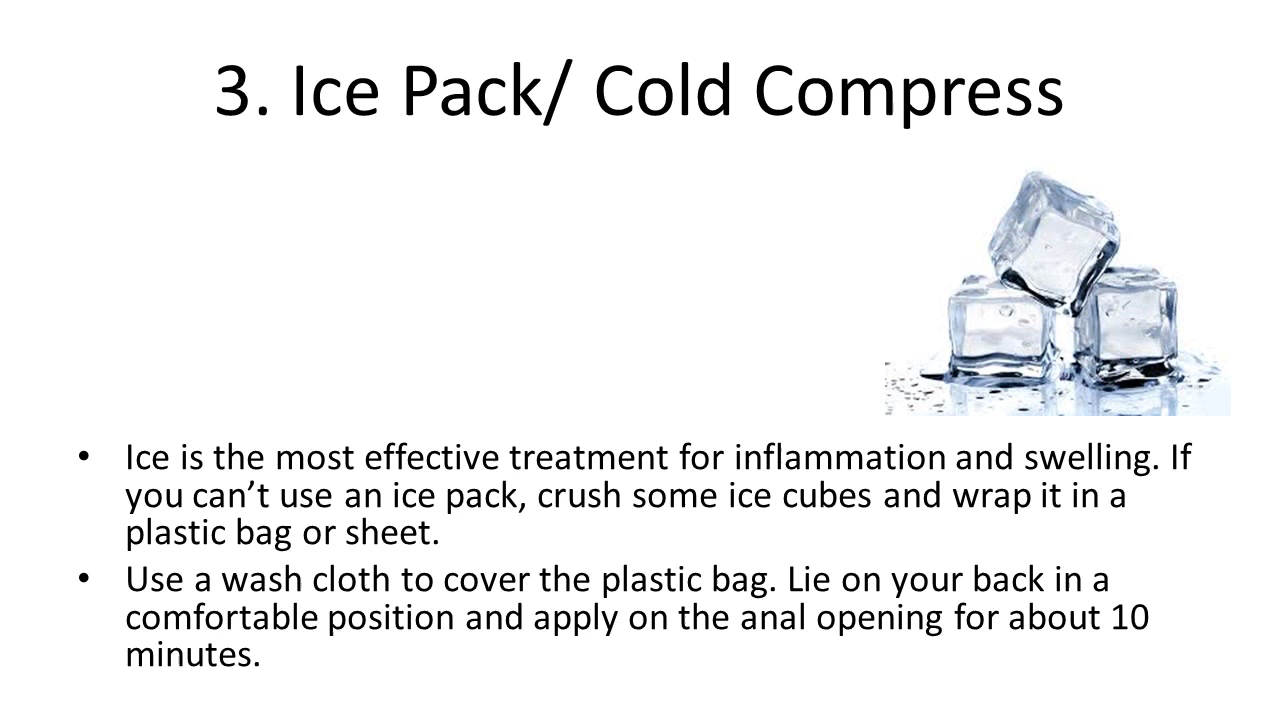 3. Ice Pack/ Cold Compress
• Ice is the most effective treatment for inflammation and swelling. If
you can’t use an ice pack, crush some ice cubes and wrap it in a
plastic bag or sheet.
• Use a wash cloth to cover the plastic bag. Lie on your back in a
comfortable position and apply on the anal opening for about 10
minutes.